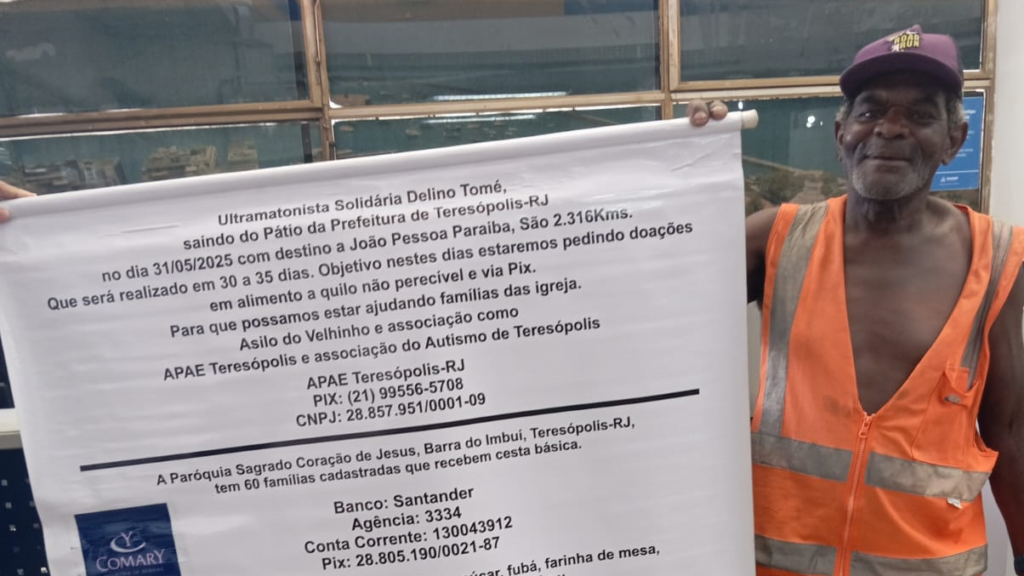 ROAD RUN
Ultramatonista Solidária Delino Tomé,
saindo do Pátio da Prefeitura de Teresópolis-RJ
no dia 31/05/2025 com destino a João Pessoa Paraiba, São 2.316Kms.
Que será realizado em 30 a 35 dias. Objetivo nestes dias estaremos pedindo doações
em alimento a quilo não perecível e via Pix.
Para que possamos estar ajudando famílias das igreja.
Asilo do Velhinho e associação como
APAE Teresópolis e associação do Autismo de Teresópolis
APAE Teresópolis-RJ
PIX: (21) 99556-5708
CNPJ: 28.857.951/0001-09
A Paróquia Sagrado Coração de Jesus, Barra do Imbuí, Teresópolis-RJ,
tem 60 famílias cadastradas que recebem cesta básica.
Banco: Santander
Agência: 3334
Conta Corrente: 130043912
Pix: 28.805.190/0021-87
fubá, farinha de mesa,
COMARY